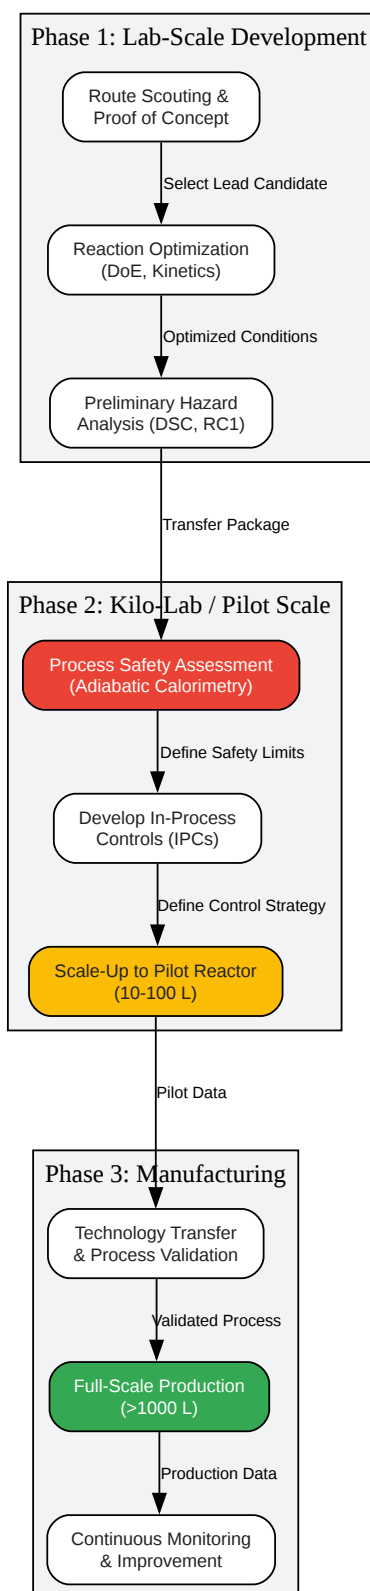 Phase 1: Lab-Scale Development
Route Scouting &
Proof of Concept
Select Lead Candidate
Reaction Optimization
(DoE, Kinetics)
Optimized Conditions
Preliminary Hazard
Analysis (DSC, RC1)
Transfer Package
Phase 2: Kilo-Lab / Pilot Scale
Process Safety Assessment
(Adiabatic Calorimetry)
Define Safety Limits
Develop In-Process
Controls (IPCs)
Define Control Strategy
Scale-Up to Pilot Reactor
(10-100 L)
Pilot Data
Phase 3: Manufacturing
Technology Transfer
& Process Validation
Validated Process
Full-Scale Production
(>1000 L)
Production Data
Continuous Monitoring
& Improvement